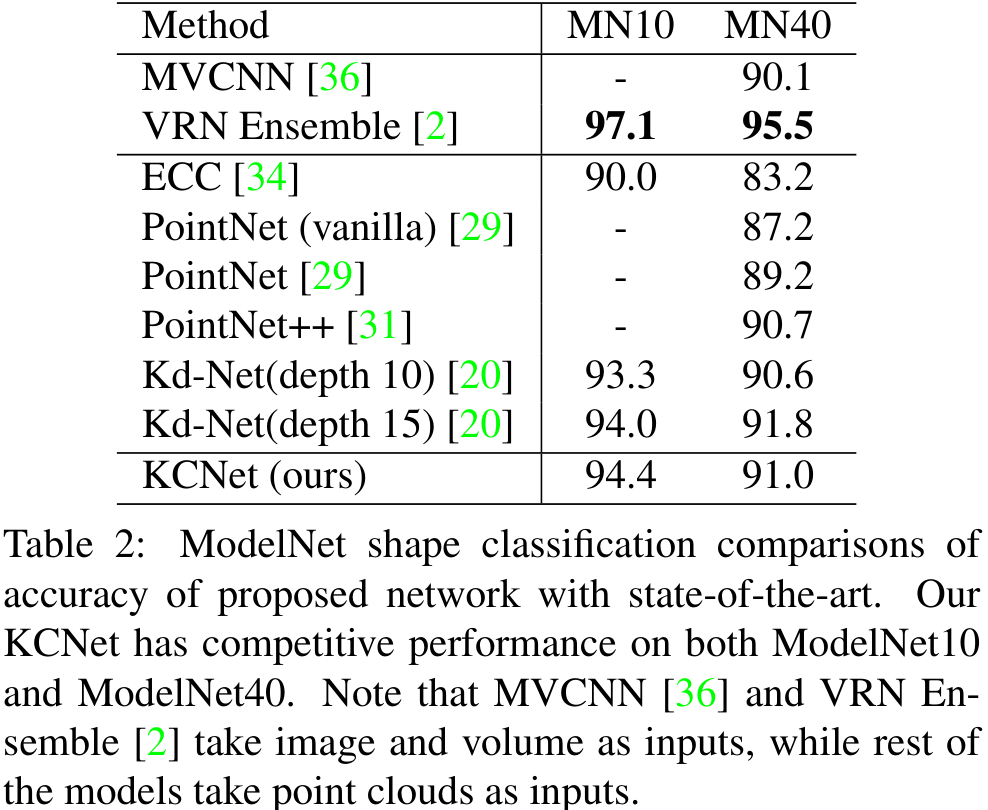 Method MN10 MN40
MVCNN [36] - 90.1
VRN Ensemble [2] 97.1 95.5
ECC [34] 90.0 83.2
PointNet (vanilla) [29] - 87.2
PointNet [29] - 89.2
PointNet++ [31] - 90.7
Kd-Net(depth 10) [20] 93.3 90.6
Kd-Net(depth 15) [20] 94.0 91.8
KCNet (ours) 94.4 91.0
Table 2: ModelNet shape classification comparisons of
accuracy of proposed network with state-of-the-art. Our
KCNet has competitive performance on both ModelNet10
and ModelNet40. Note that MVCNN [36] and VRN En-
semble [2] take image and volume as inputs, while rest of
the models take point clouds as inputs.